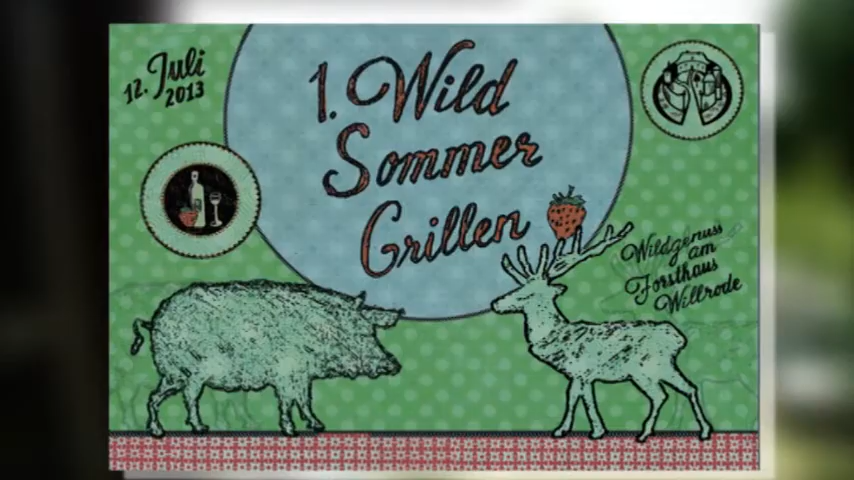 12. Juli
2013
1. Wild
Sommer
Grillen
Wildgenuss
am
Forsthaus
Willrode